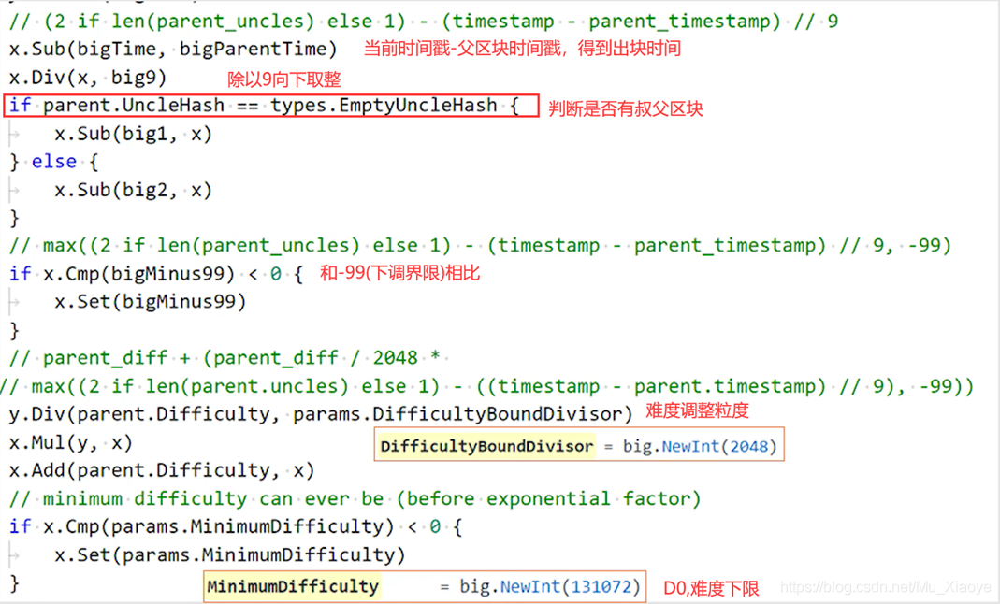 // (2 if len(parent_uncles) else 1) - (timestamp - parent_timestamp) // 9
x.Sub(bigTime, bigParentTime) 当前时间戳-父区块时间戳，得到出块时间
x.Div(x, big9) 除以9向下取整
if parent.UncleHash == types.EmptyUncleHash { 判断是否有叔父区块
x.Sub(big1, x)
} else {
x.Sub(big2, x)
}
// max((2 if len(parent_uncles) else 1) - (timestamp - parent_timestamp) // 9, -99)
if x.Cmp(bigMinus99) < 0 { 和-99(下调界限)相比
x.Set(bigMinus99)
}
// parent_diff + (parent_diff / 2048 *
// max((2 if len(parent.uncles) else 1) - ((timestamp - parent.timestamp) // 9), -99))
y.Div(parent.Difficulty, params.DifficultyBoundDivisor) 难度调整粒度
x.Mul(y, x) DifficultyBoundDivisor = big.NewInt(2048)
x.Add(parent.Difficulty, x)
// minimum difficulty can ever be (before exponential factor)
if x.Cmp(params.MinimumDifficulty) < 0 {
x.Set(params.MinimumDifficulty)
} MinimumDifficulty = big.NewInt(131072) D0,难度下限 https://blog.csdn.net/Mu_Xiaoye